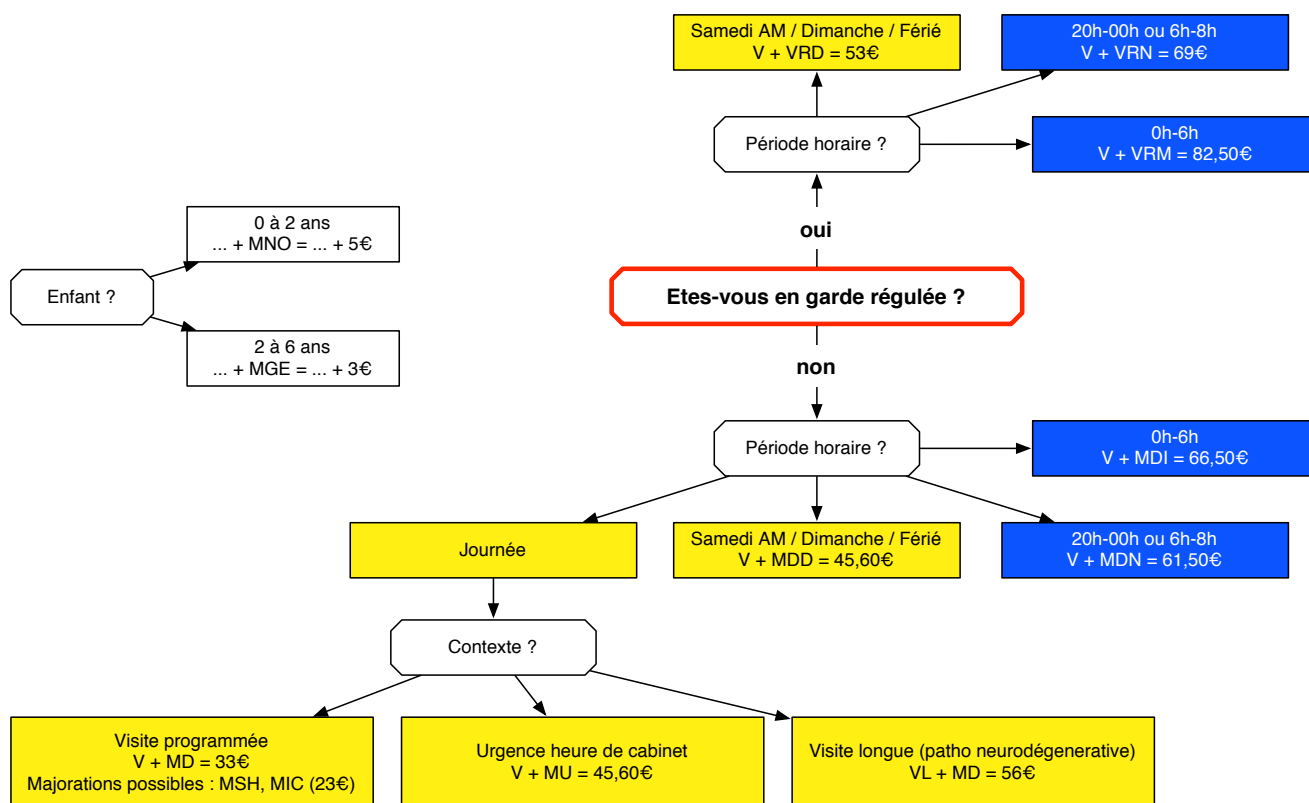 Samedi AM / Dimanche / Férié
V + VRD = 53€
20h-00h ou 6h-8h
V + VRN = 69€
Période horaire ?
0h-6h
V + VRM = 82,50€
oui
0 à 2 ans
... + MNO = ... + 5€
Enfant ?
2 à 6 ans
... + MGE = ... + 3€
Etes-vous en garde régulée ?
non
Période horaire ?
0h-6h
V + MDI = 66,50€
Journée
Samedi AM / Dimanche / Férié
V + MDD = 45,60€
20h-00h ou 6h-8h
V + MDN = 61,50€
Contexte ?
Visite programmée
V + MD = 33€
Majorations possibles : MSH, MIC (23€)
Urgence heure de cabinet
V + MU = 45,60€
Visite longue (patho neurodégenerative)
VL + MD = 56€